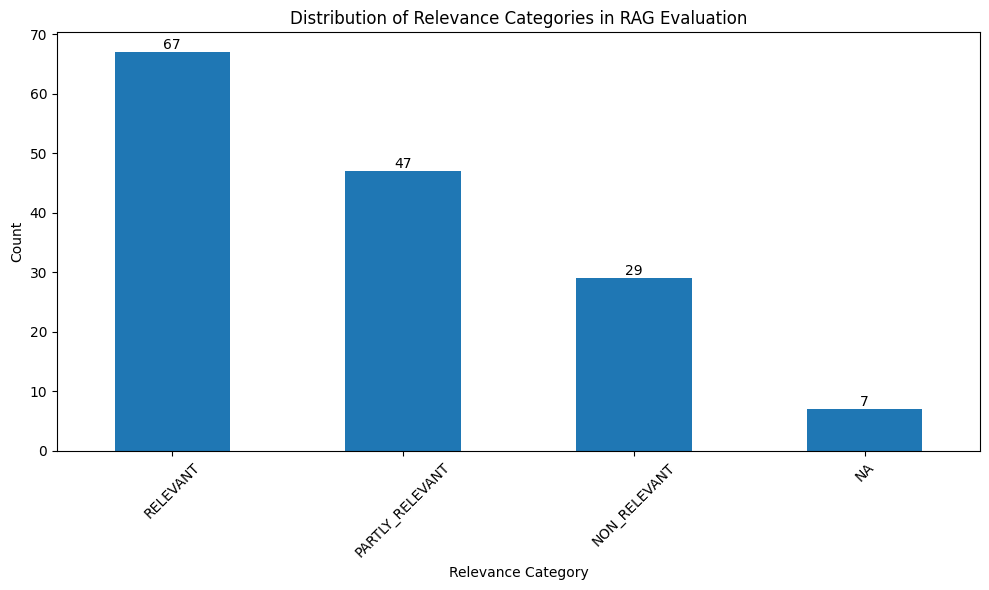 Distribution of Relevance Categories in RAG Evaluation
70
60
50
40
30
20
10
0
Count
67
47
29
7
RELEVANT
PARTLY_RELEVANT
NON_RELEVANT
NA
Relevance Category